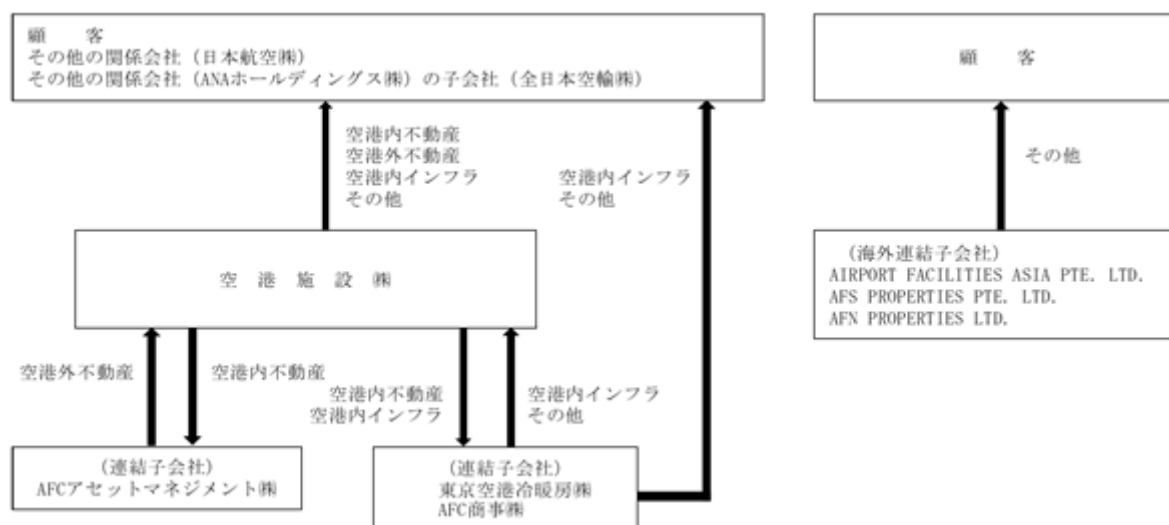 顧　　客
その他の関係会社（日本航空㈱）
その他の関係会社（ANAホールディングス㈱）の子会社（全日本空輸㈱）
顧　　客
空港内不動産
空港外不動産
空港内インフラ
その他
空港内インフラ
その他
その他
空　港　施　設　㈱
（海外連結子会社）
AIRPORT FACILITIES ASIA PTE. LTD.
AFS PROPERTIES PTE. LTD.
AFN PROPERTIES LTD.
空港外不動産
空港内不動産
空港内不動産
空港内インフラ
空港内インフラ
その他
（連結子会社）
AFCアセットマネジメント㈱
（連結子会社）
東京空港冷暖房㈱
AFC商事㈱